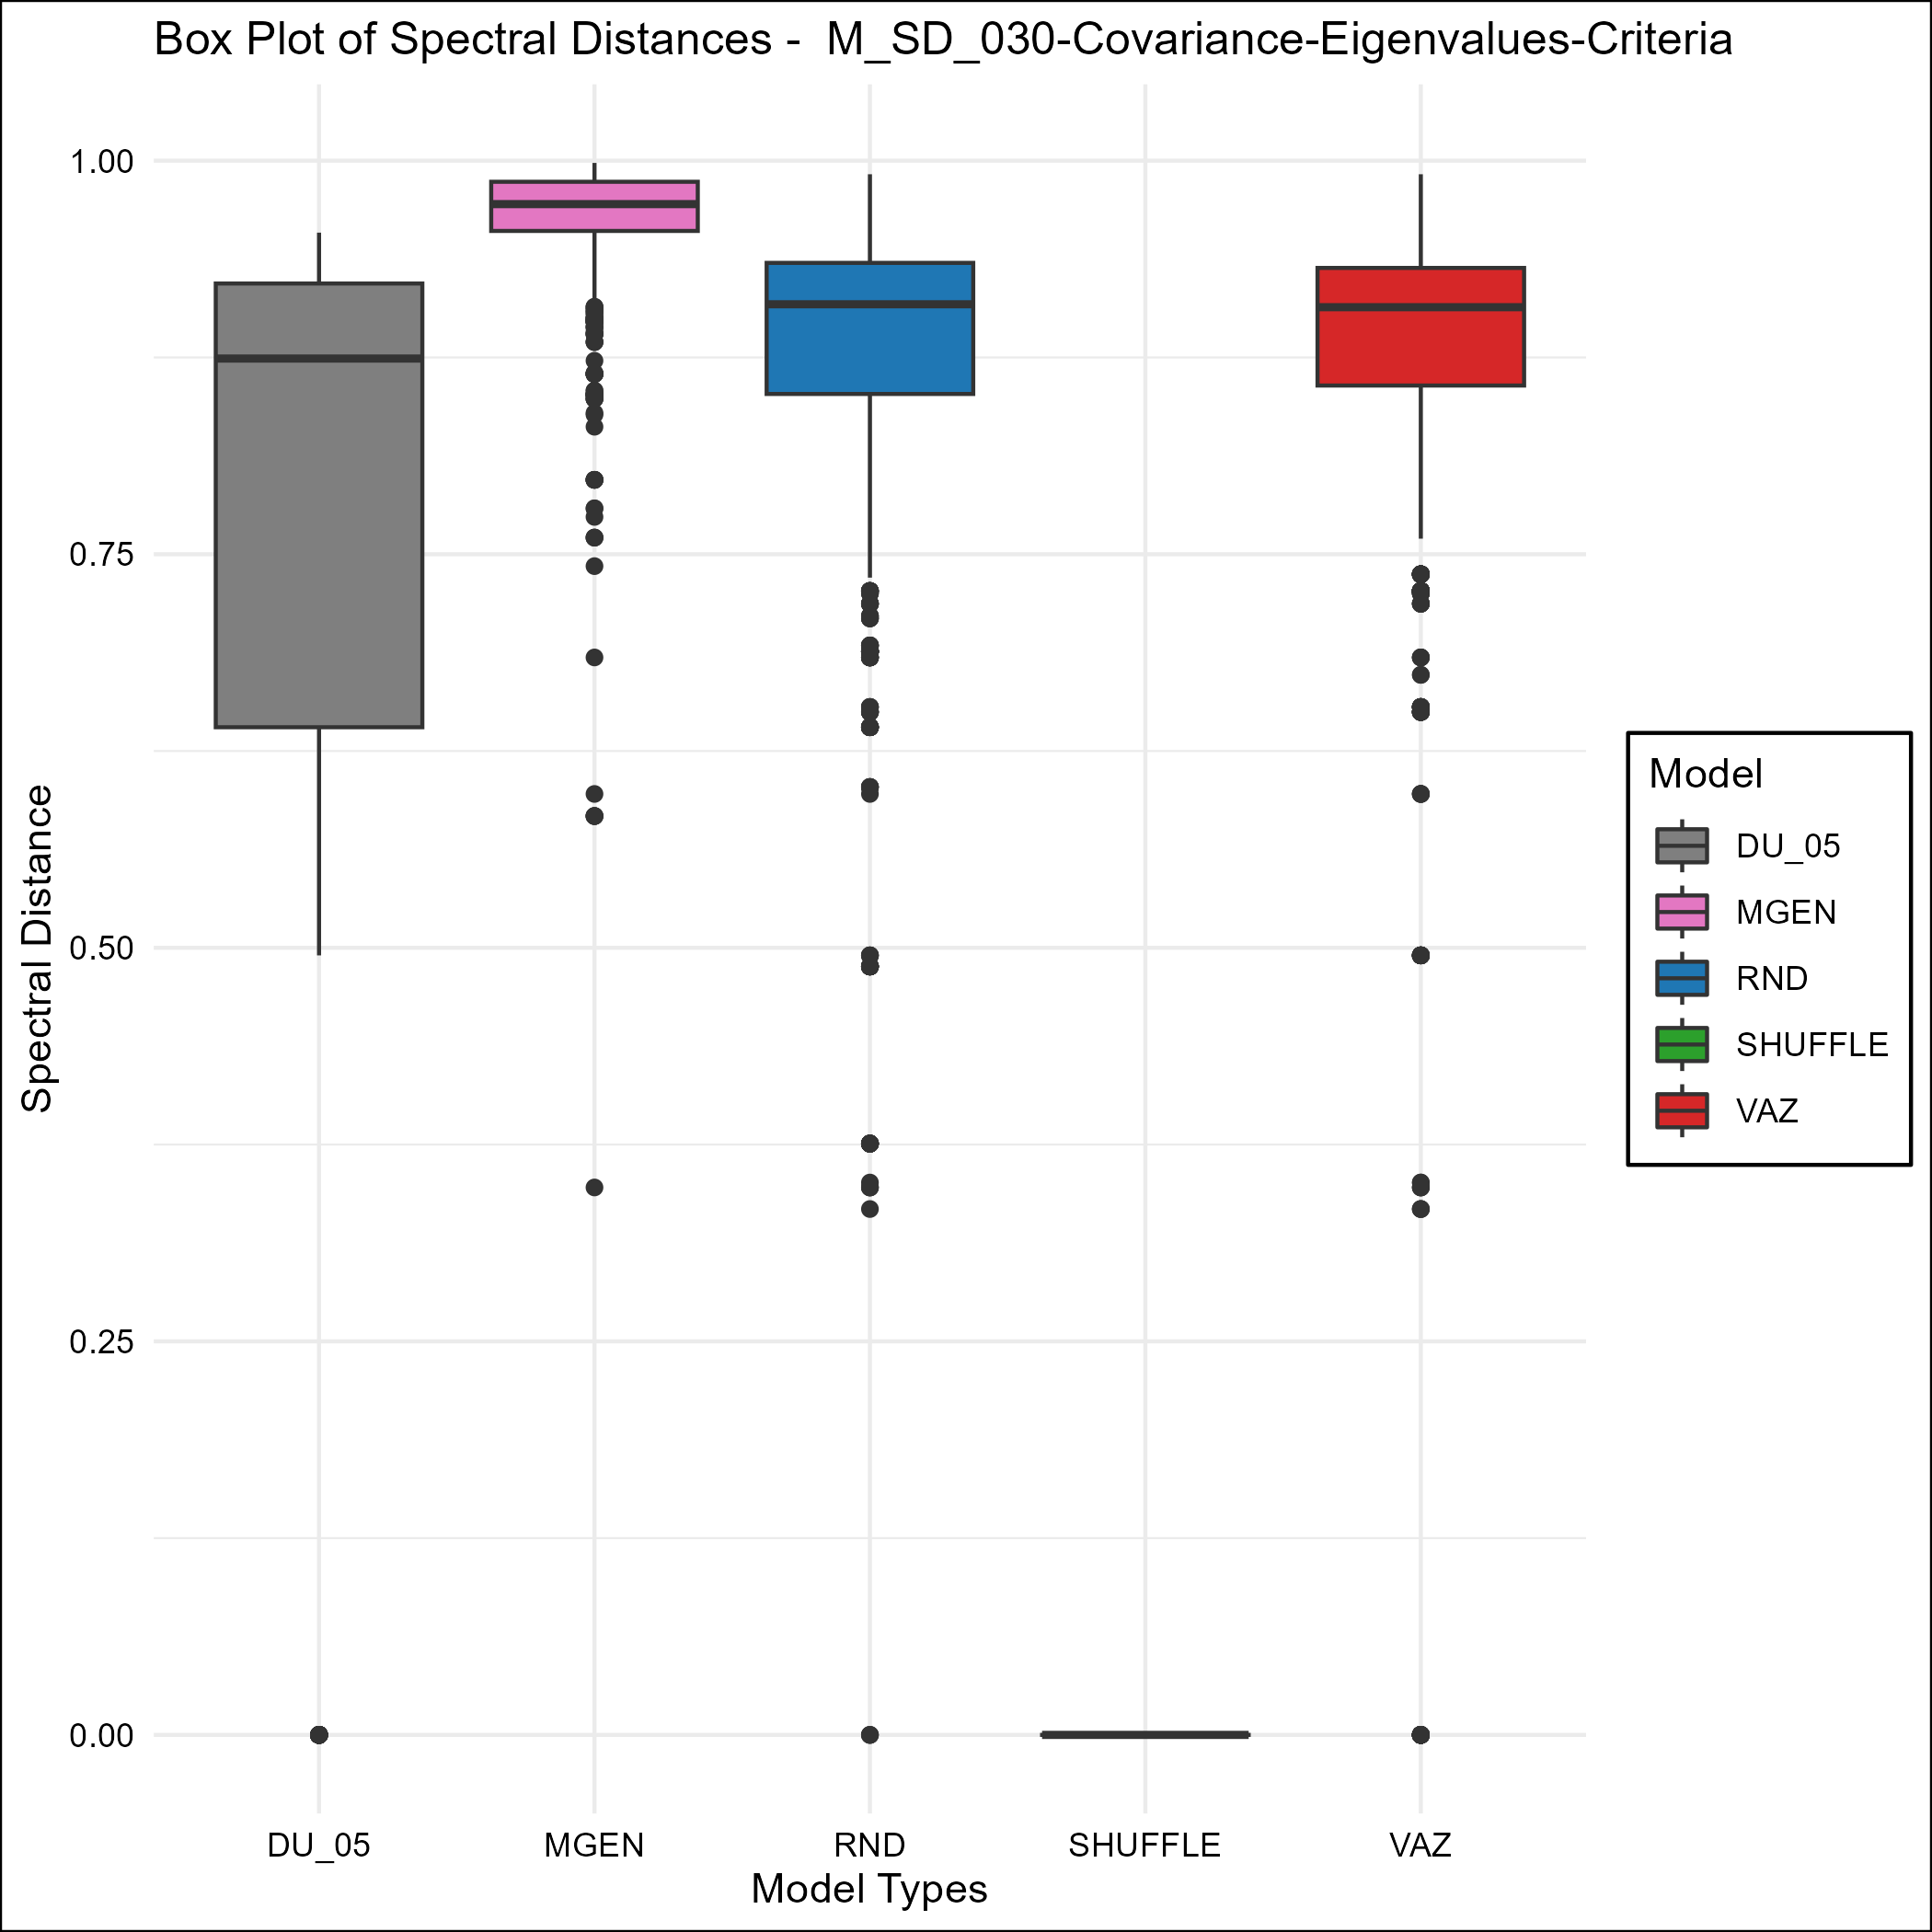 Box Plot of Spectral Distances -  M_SD_030-Covariance-Eigenvalues-Criteria
1.00
0.75
0.50
0.25
0.00
Spectral Distance
DU_05
MGEN
RND
SHUFFLE
VAZ
Model Types
Model
DU_05
MGEN
RND
SHUFFLE
VAZ